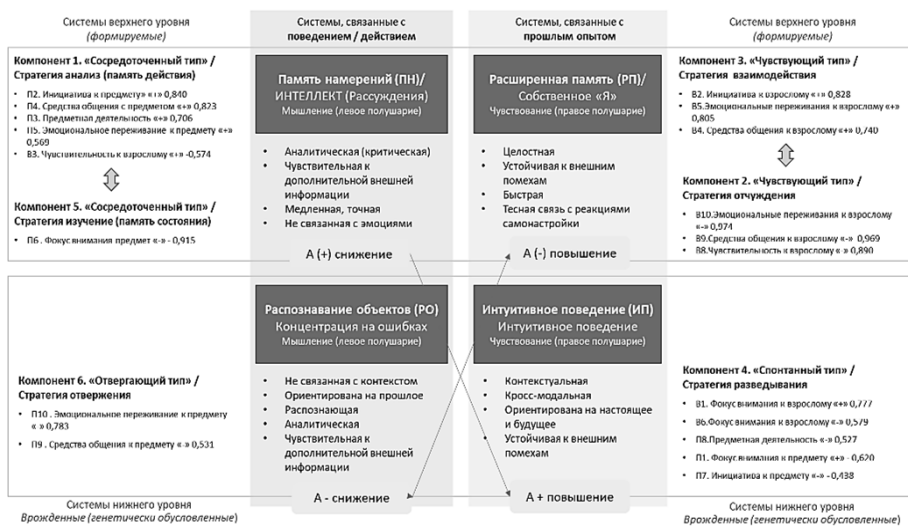 Системы верхнего уровня
(формируемые)
Системы, связанные с
поведением / действием
Системы, связанные с
прошлым опытом
Системы верхнего уровня
(формируемые)
Компонент 1. «Сосредоточенный тип» /
Стратегия анализ (память действия)
• П2. Инициатива к предмету «+» 0,840
• П4. Средства общения с предметом «+» 0,823
• П3. Предметная деятельность «+» 0,706
• П5. Эмоциональное переживание к предмету «+»
0,569
• В3. Чувствительность к взрослому «+» -0,574
Компонент 5. «Сосредоточенный тип» /
Стратегия изучение (память состояния)
• П6 . Фокус внимания предмет «-» - 0,915
Память намерений (ПН)/
ИНТЕЛЛЕКТ (Рассуждения)
Мышление (левое полушарие)
• Аналитическая (критическая)
• Чувствительная к
дополнительной внешней
информации
• Медленная, точная
• Не связанная с эмоциями
А (+) снижение
Расширенная память (РП)/
Собственное «Я»
Чувствование (правое полушарие)
• Целостная
• Устойчивая к внешним
помехам
• Быстрая
• Тесная связь с реакциями
самонастройки
А (-) повышение
Компонент 3. «Чувствующий тип» /
Стратегия взаимодействия
• В2. Инициатива к взрослому «+» 0,828
• В5.Эмоциональные переживания к взрослому «+»
0,805
• В4. Средства общения к взрослому «+» 0,740
Компонент 2. «Чувствующий тип» /
Стратегия отчуждения
• В10.Эмоциональные переживания к взрослому
«-» 0,974
• В9.Средства общения к взрослому «-» 0,969
• В8.Чувствительность к взрослому «-» 0,890
Компонент 6. «Отвергающий тип» /
Стратегия отвержения
• П10 . Эмоциональное переживание к предмету
« » 0,783
• П9 . Средства общения к предмету «-» 0,531
Распознавание объектов (РО)
Концентрация на ошибках
Мышление (левое полушарие)
• Не связанная с контекстом
• Ориентирована на прошлое
• Распознающая
• Аналитическая
• Чувствительная к
дополнительной внешней
информации
А - снижение
Интуитивное поведение (ИП)
Интуитивное поведение
Чувствование (правое полушарие)
• Контекстуальная
• Кросс-модальная
• Ориентирована на настоящее
и будущее
• Устойчивая к внешним
помехам
А + повышение
Компонент 4. «Спонтанный тип» /
Стратегия разведывания
• В1. Фокус внимания к взрослому «+» 0,777
• В6.Фокус внимания к взрослому «-» 0,579
• П8.Предметная деятельность «-» 0,527
• П1. Фокус внимания к предмету «+» - 0,620
• П7. Инициатива к предмету «-» - 0,438
Системы нижнего уровня
Врожденные (генетически обусловленные)
Системы нижнего уровня
Врожденные (генетически обусловленные)